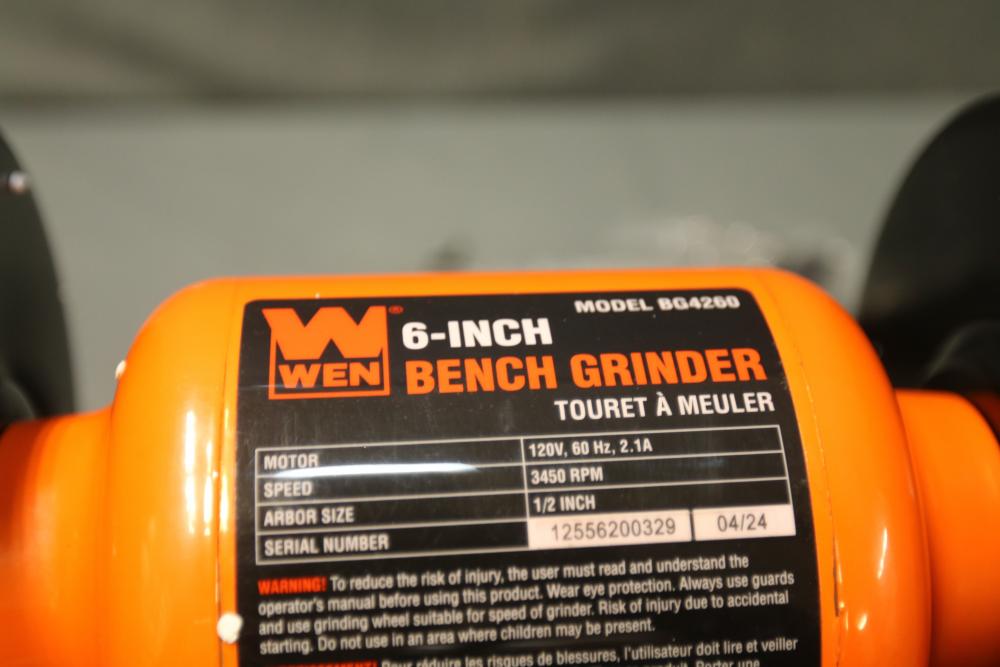 MODEL BG4260
WEN®
6-INCH
BENCH GRINDER
TOURET À MEULER
MOTOR 120V, 60 Hz, 2.1A
SPEED 3450 RPM
ARBOR SIZE 1/2 INCH
SERIAL NUMBER 12556200329 04/24
WARNING! To reduce the risk of injury, the user must read and understand the
operator's manual before using this product. Wear eye protection. Always use guards
and use grinding wheel suitable for speed of grinder. Risk of injury due to accidental
starting. Do not use in an area where children may be present.
Pour réduire les risques de blessures, l'utilisateur doit lire et veiller